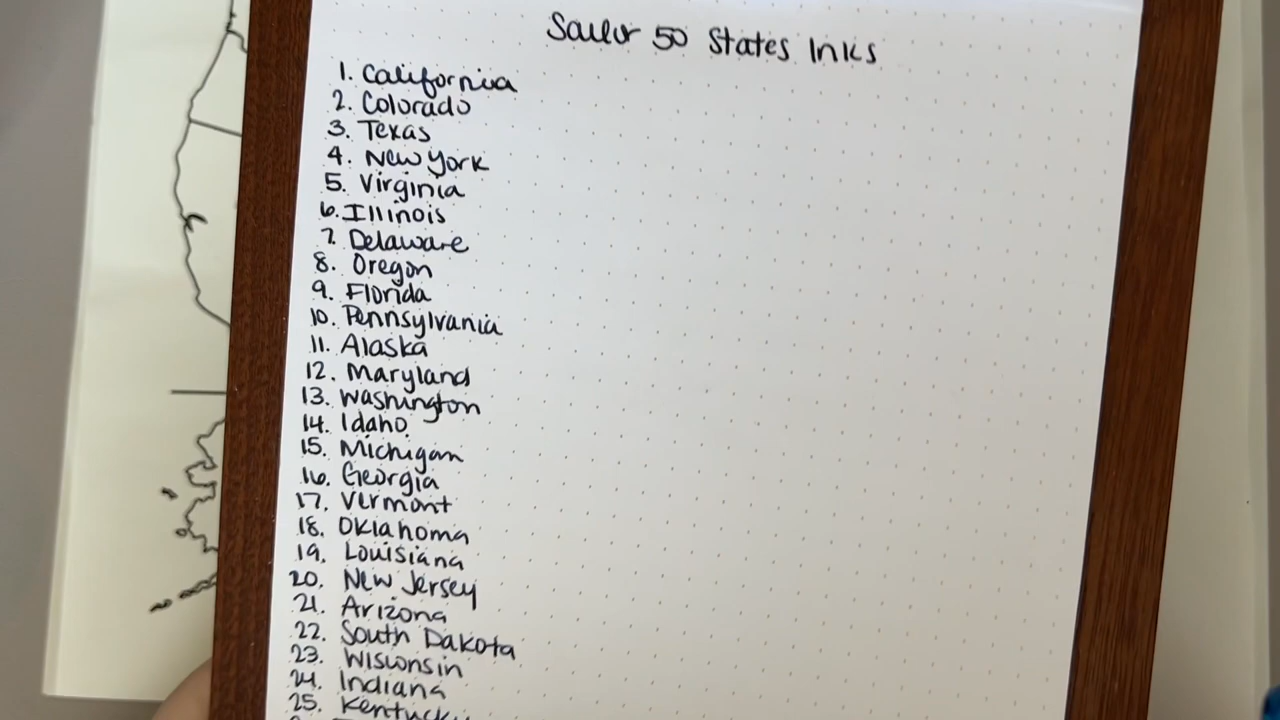 Sailor 50 States Inks
1. California
2. Colorado
3. Texas
4. New York
5. Virginia
6. Illinois
7. Delaware
8. Oregon
9. Florida
10. Pennsylvania
11. Alaska
12. Maryland
13. Washington
14. Idaho
15. Michigan
16. Georgia
17. Vermont
18. Oklahoma
19. Louisiana
20. New Jersey
21. Arizona
22. South Dakota
23. Wisconsin
24. Indiana
25. Kentucky